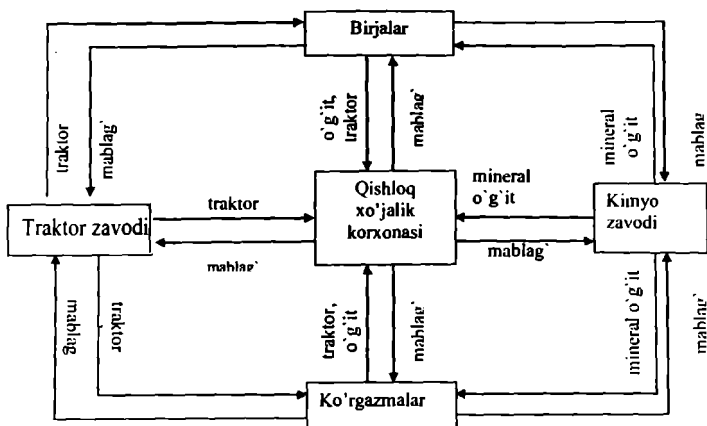 Birjalar
traktor
mablag`
o`g`it,
traktor
mablag`
mineral
o`g`it
mablag
Traktor zavodi
traktor
mablag`
Qishloq
xo'jalik
korxonasi
mineral
o`g`it
mablag`
Kimyo
zavodi
mablag
traktor
traktor,
o`g`it
mablag`
mineral o`g`it
mablag`
Ko'rgazmalar